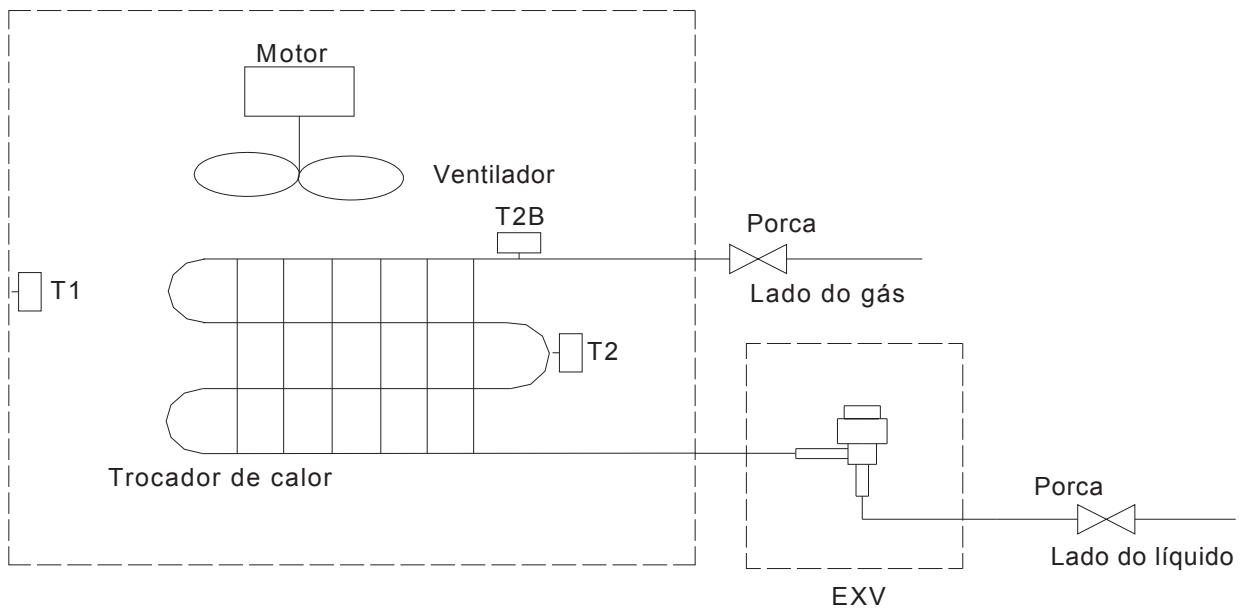 Motor
Ventilador
T2B
Porca
T1
Lado do gás
T2
Trocador de calor
Porca
Lado do líquido
EXV